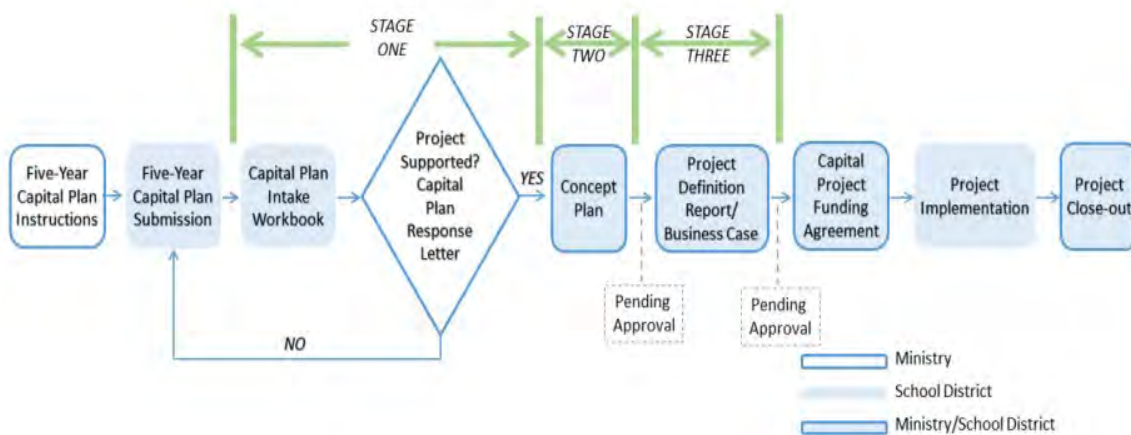 STAGE
ONE
STAGE
TWO
STAGE
THREE
Five-Year
Capital Plan
Instructions
Five-Year
Capital Plan
Submission
Capital Plan
Intake
Workbook
Project
Supported?
Capital
Plan
Response
Letter
YES
NO
Concept
Plan
Pending
Approval
Project
Definition
Report/
Business Case
Pending
Approval
Capital
Project
Funding
Agreement
Project
Implementation
Project
Close-out
Ministry
School District
Ministry/School District